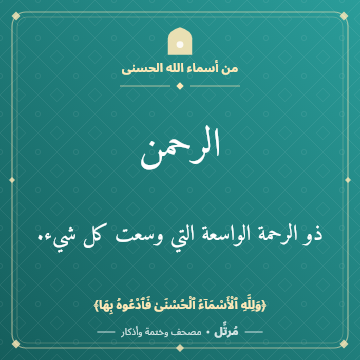 من أسماء الله الحسنى
الرحمن
ذو الرحمة الواسعة التي وسعت كل شيء.
﴿وَلِلَّهِ ٱلْأَسْمَآءُ ٱلْحُسْنَىٰ فَٱدْعُوهُ بِهَا﴾
مُرتَّل • مصحف وختمة وأذكار